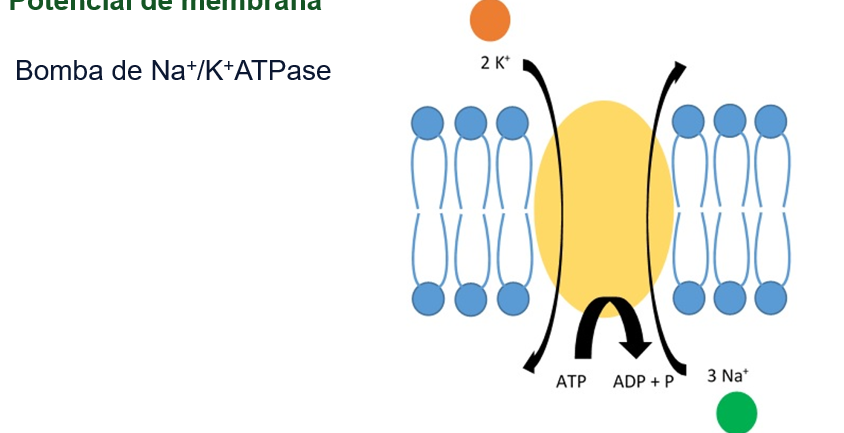 Potencial de membrana
Bomba de Na⁺/K⁺ATPase
2 K⁺
ATP
ADP + P
3 Na⁺